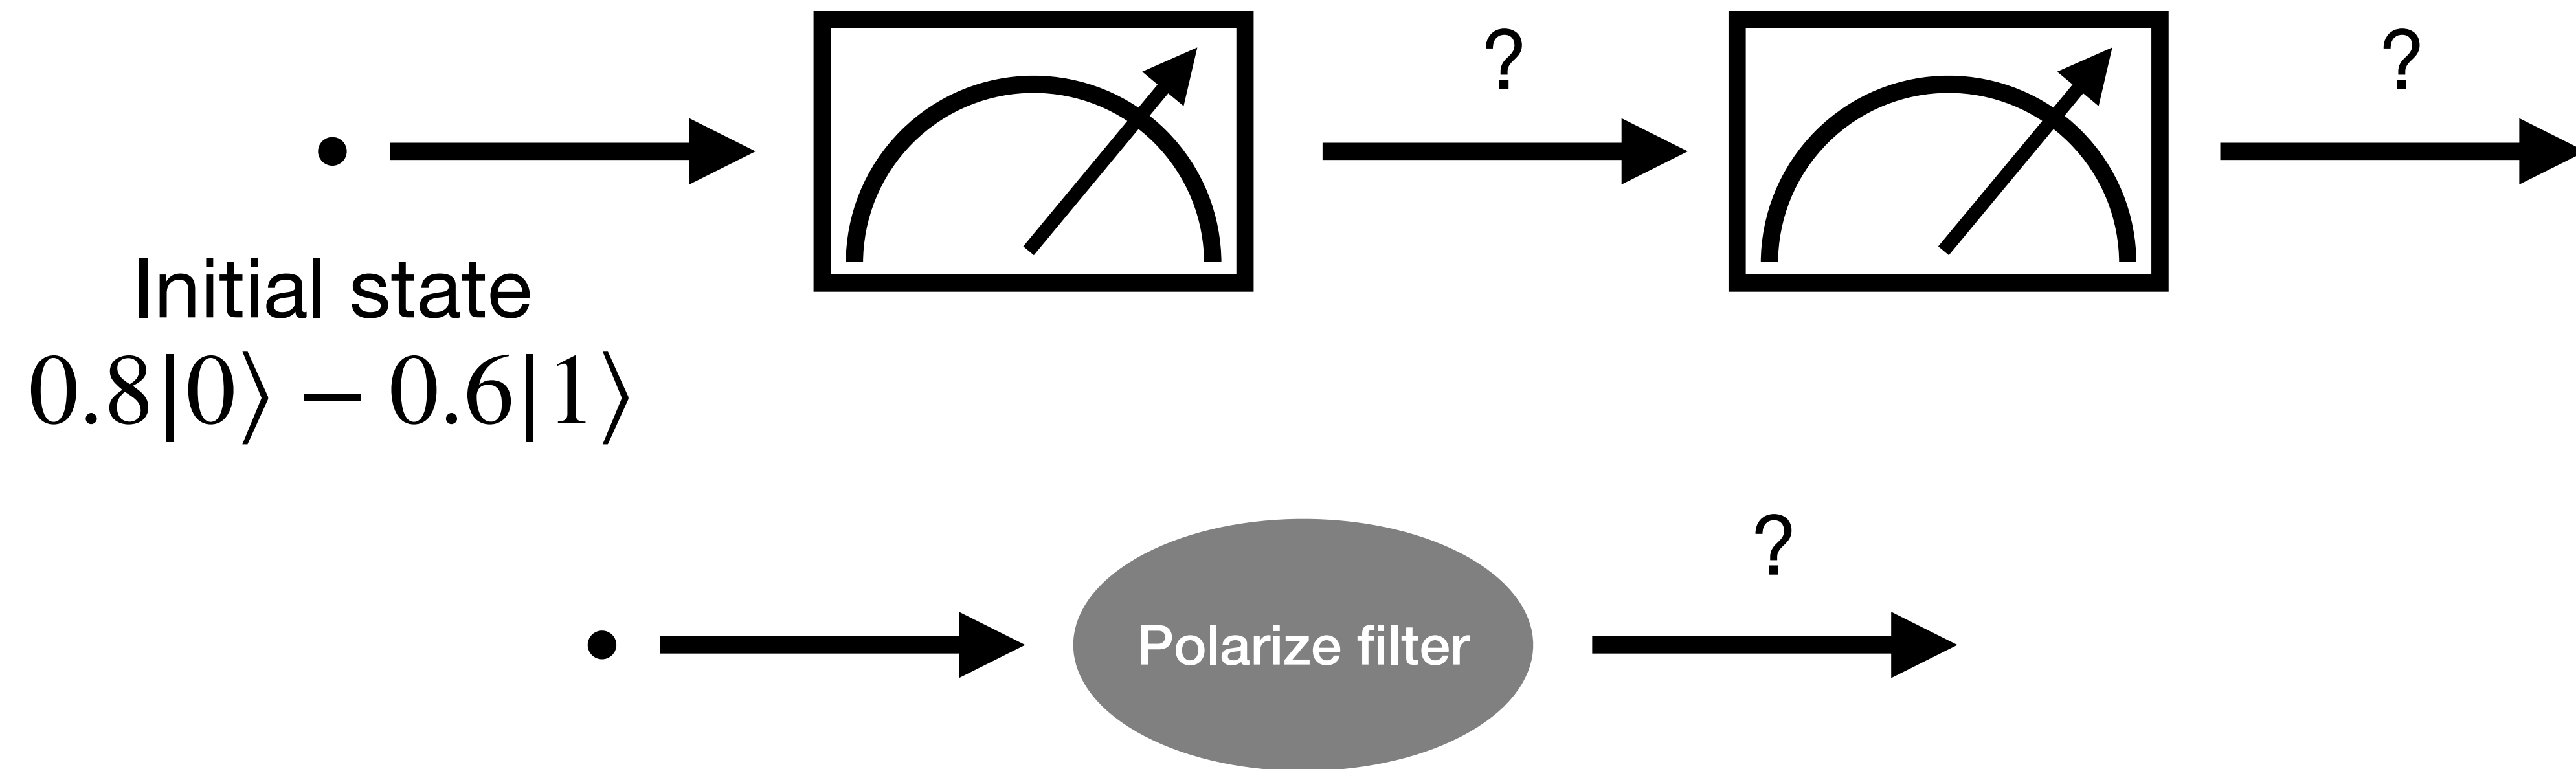 ?
?
Initial state
0.8|0⟩ − 0.6|1⟩
?
Polarize filter